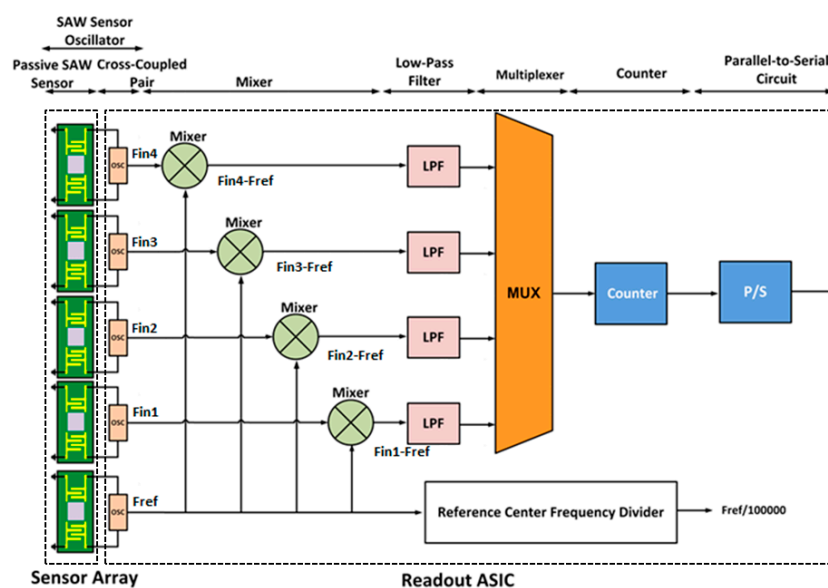 SAW Sensor
Oscillator
Passive SAW Cross-Coupled
Sensor
Pair
Mixer
Low-Pass
Filter
Multiplexer
Counter
Parallel-to-Serial
Circuit
Mixer
OSC
Fin4
LPF
Fin4-Fref
Mixer
OSC
Fin3
LPF
Fin3-Fref
MUX
Counter
P/S
Mixer
OSC
Fin2
LPF
Fin2-Fref
Mixer
OSC
Fin1
LPF
Fin1-Fref
OSC
Fref
Reference Center Frequency Divider
Fref/100000
Sensor Array
Readout ASIC